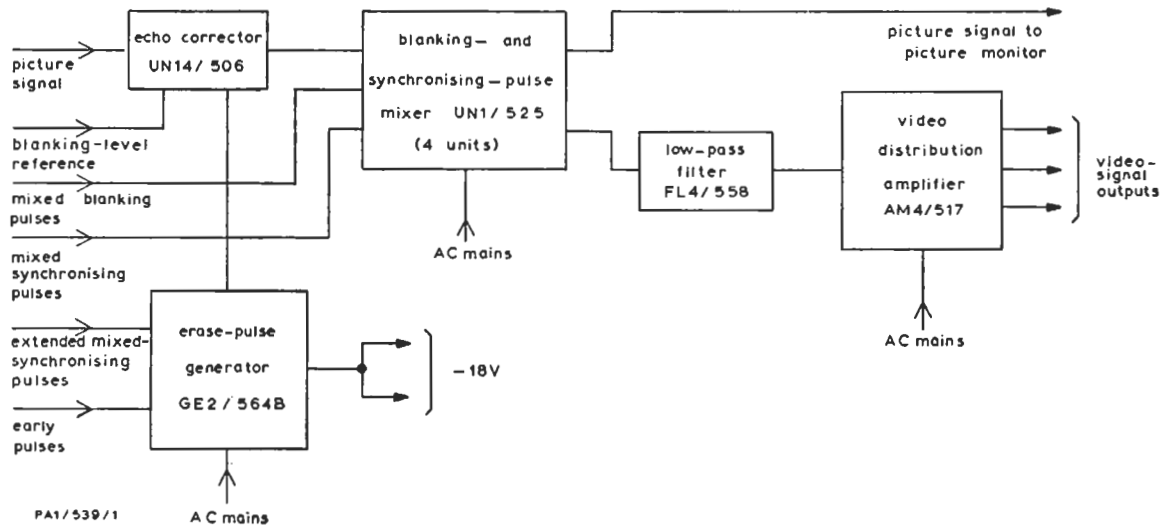 echo corrector
UN14/506
picture
signal
blanking-level
reference
mixed blanking
pulses
mixed
synchronising
pulses
extended mixed-
synchronising
pulses
early
pulses
blanking- and
synchronising-pulse
mixer UN1/525
(4 units)
AC mains
picture signal to
picture monitor
low-pass
filter
FL4/558
video
distribution
amplifier
AM4/517
video-
signal
outputs
AC mains
erase-pulse
generator
GE2/564B
-18V
AC mains
PA1/539/1